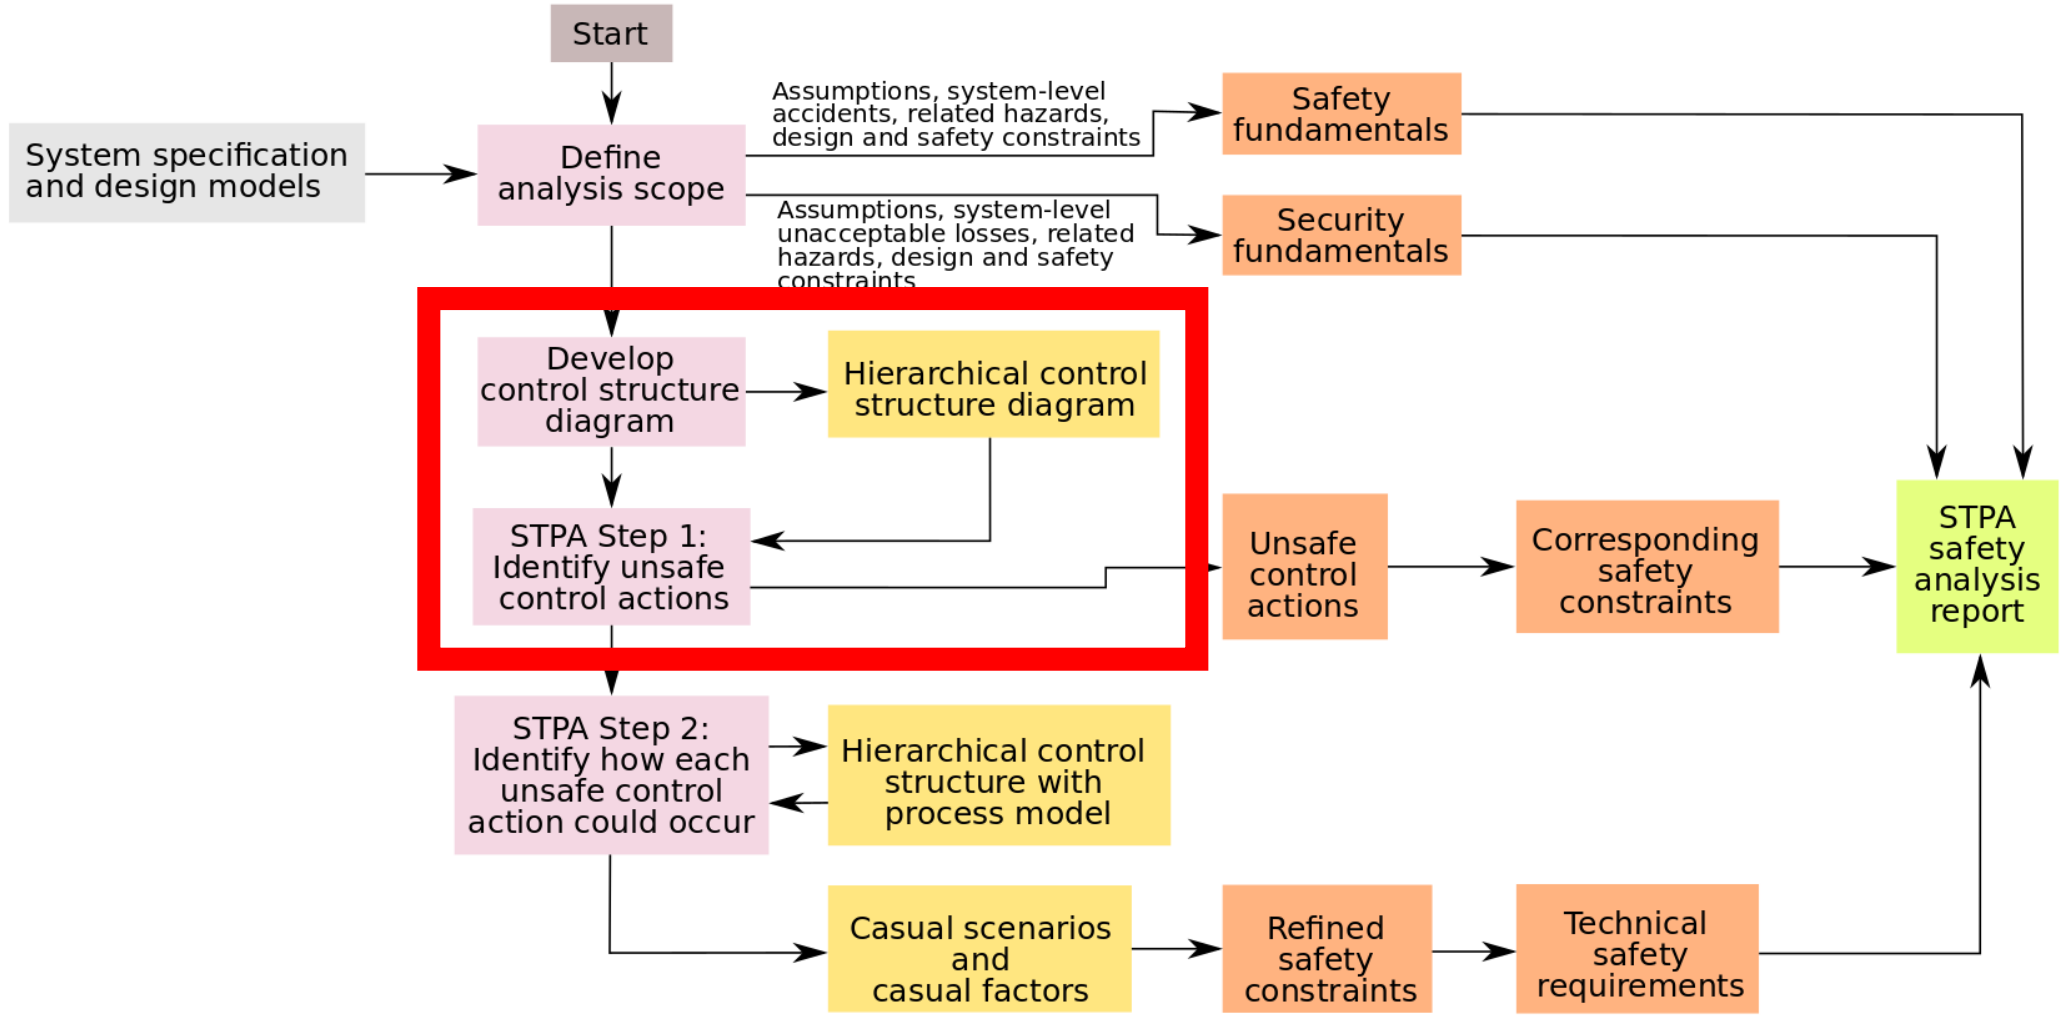 Start
System specification
and design models
Define
analysis scope
Assumptions, system-level
accidents, related hazards,
design and safety constraints
Safety
fundamentals
Assumptions, system-level
unacceptable losses, related
hazards, design and safety
constraints
Security
fundamentals
Develop
control structure
diagram
Hierarchical control
structure diagram
STPA Step 1:
Identify unsafe
control actions
Unsafe
control
actions
Corresponding
safety
constraints
STPA
safety
analysis
report
STPA Step 2:
Identify how each
unsafe control
action could occur
Hierarchical control
structure with
process model
Casual scenarios
and
casual factors
Refined
safety
constraints
Technical
safety
requirements